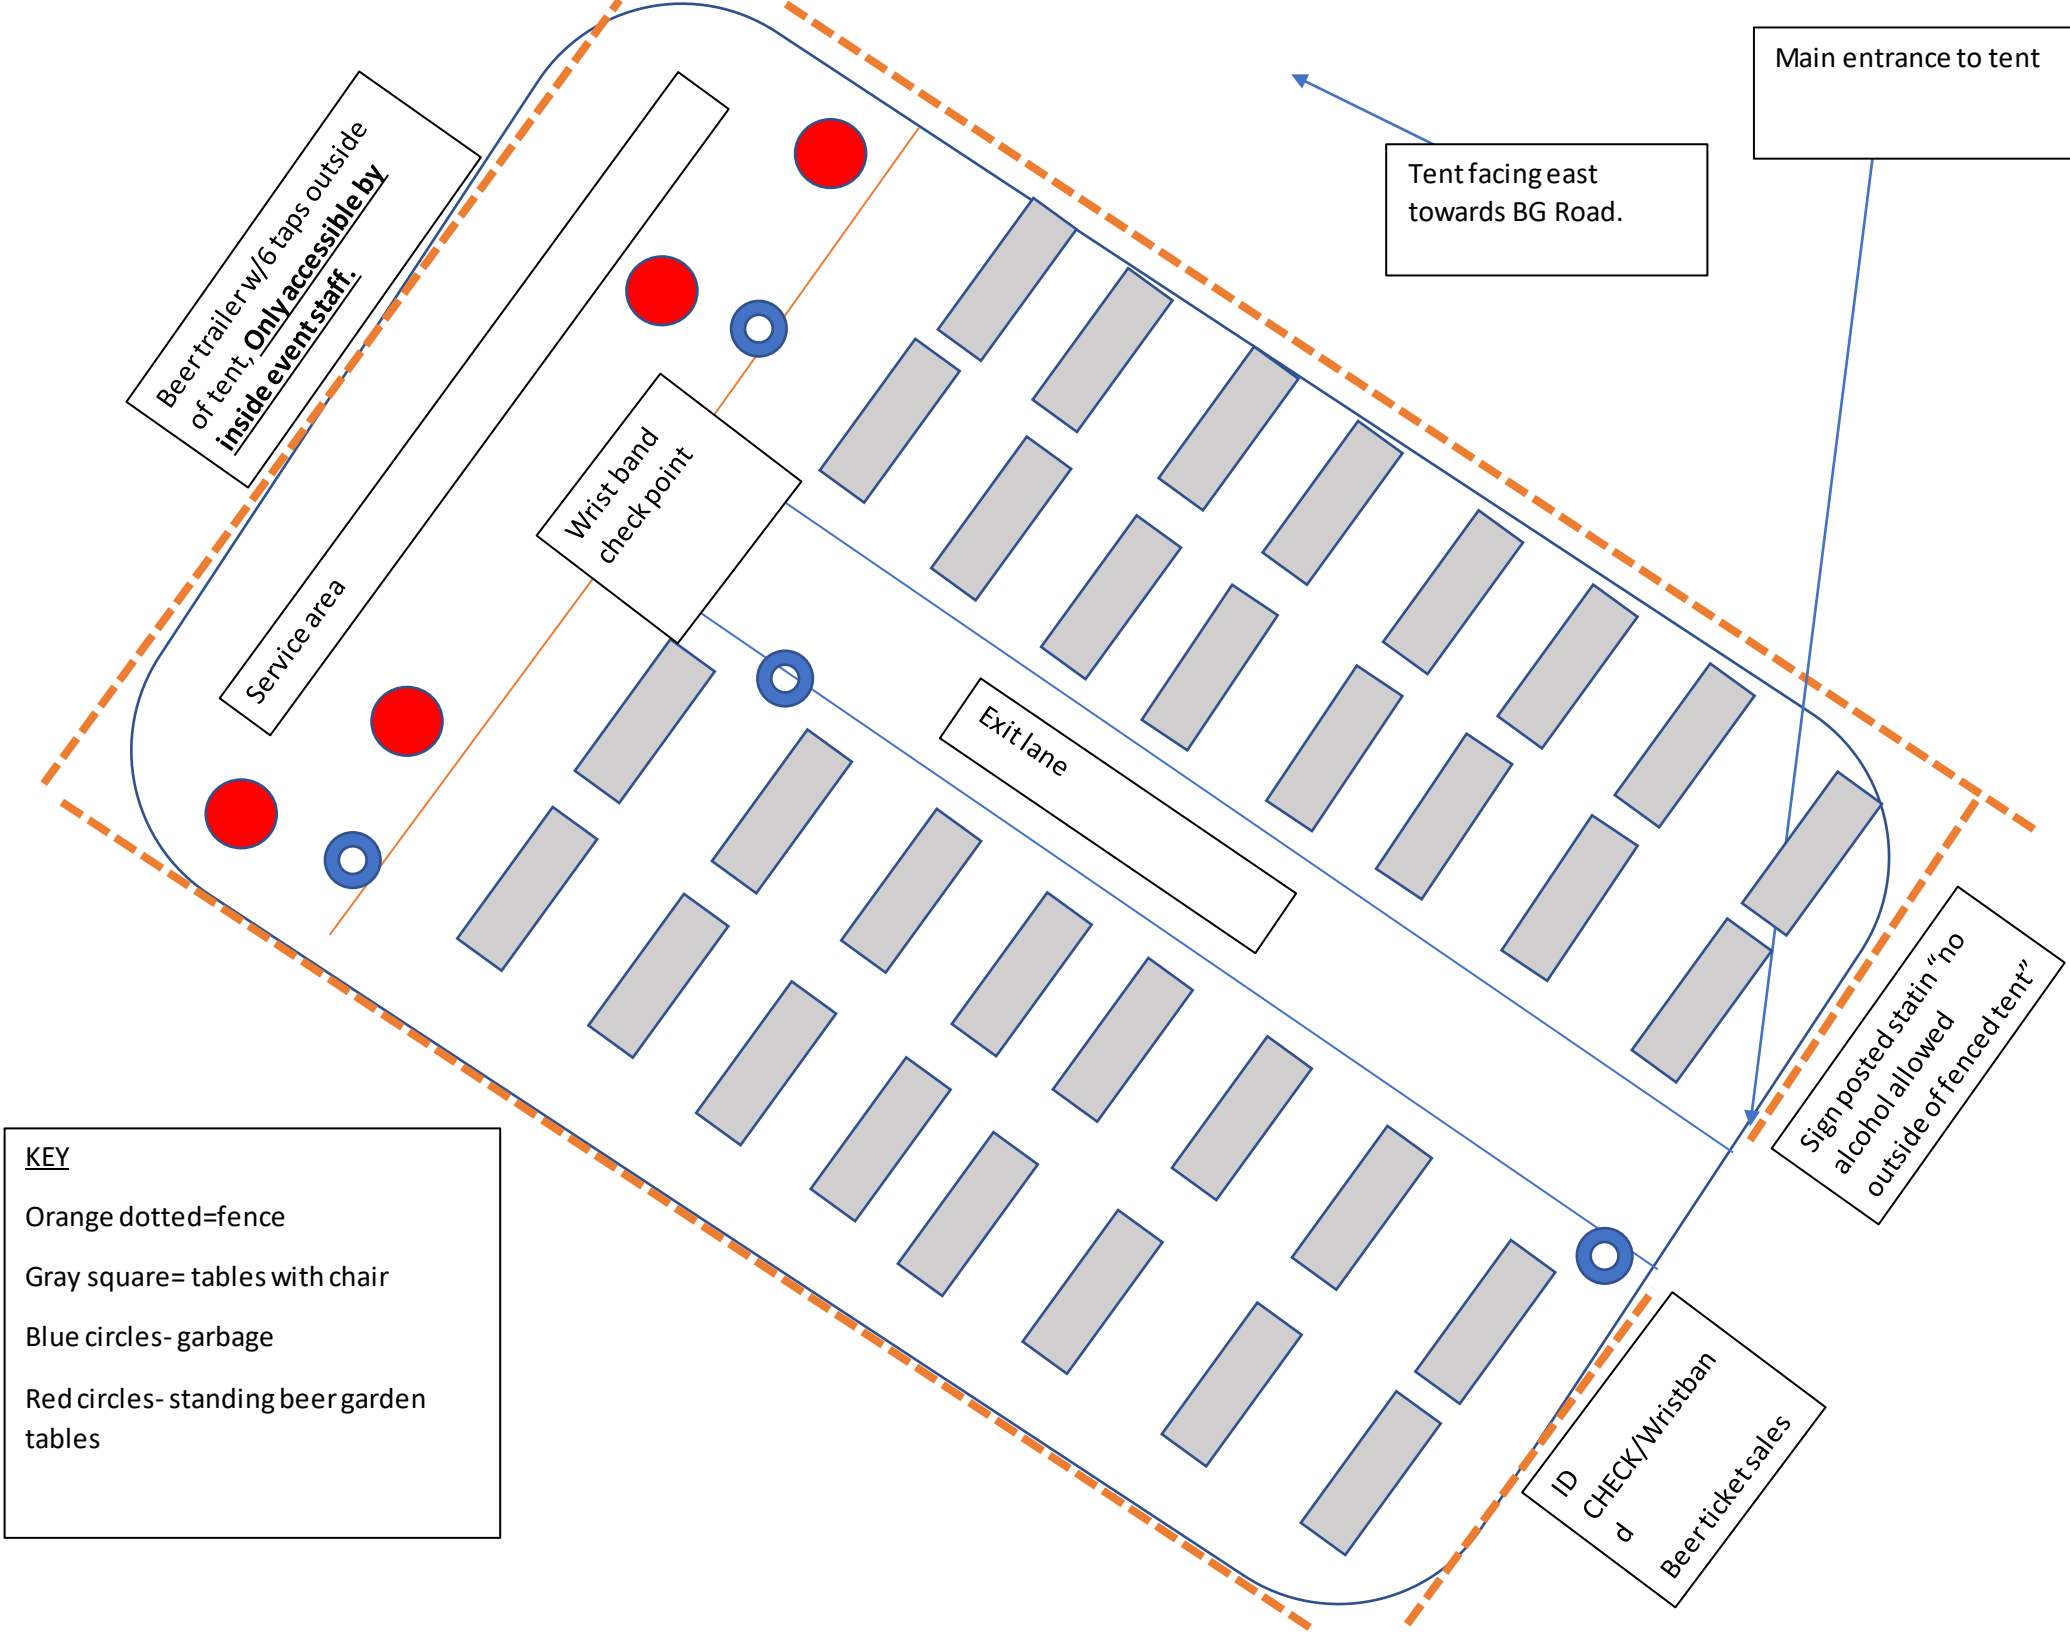 Main entrance to tent
Tent facing east
towards BG Road.
Beer trailer w/6 taps outside
of tent, Only accessible by
inside event staff.
Service area
Wrist band
check point
Exit lane
Sign posted statin “no
alcohol allowed
outside of fenced tent”
ID
CHECK/Wristban
d
Beer ticket sales
KEY
Orange dotted=fence
Gray square= tables with chair
Blue circles- garbage
Red circles- standing beer garden
tables